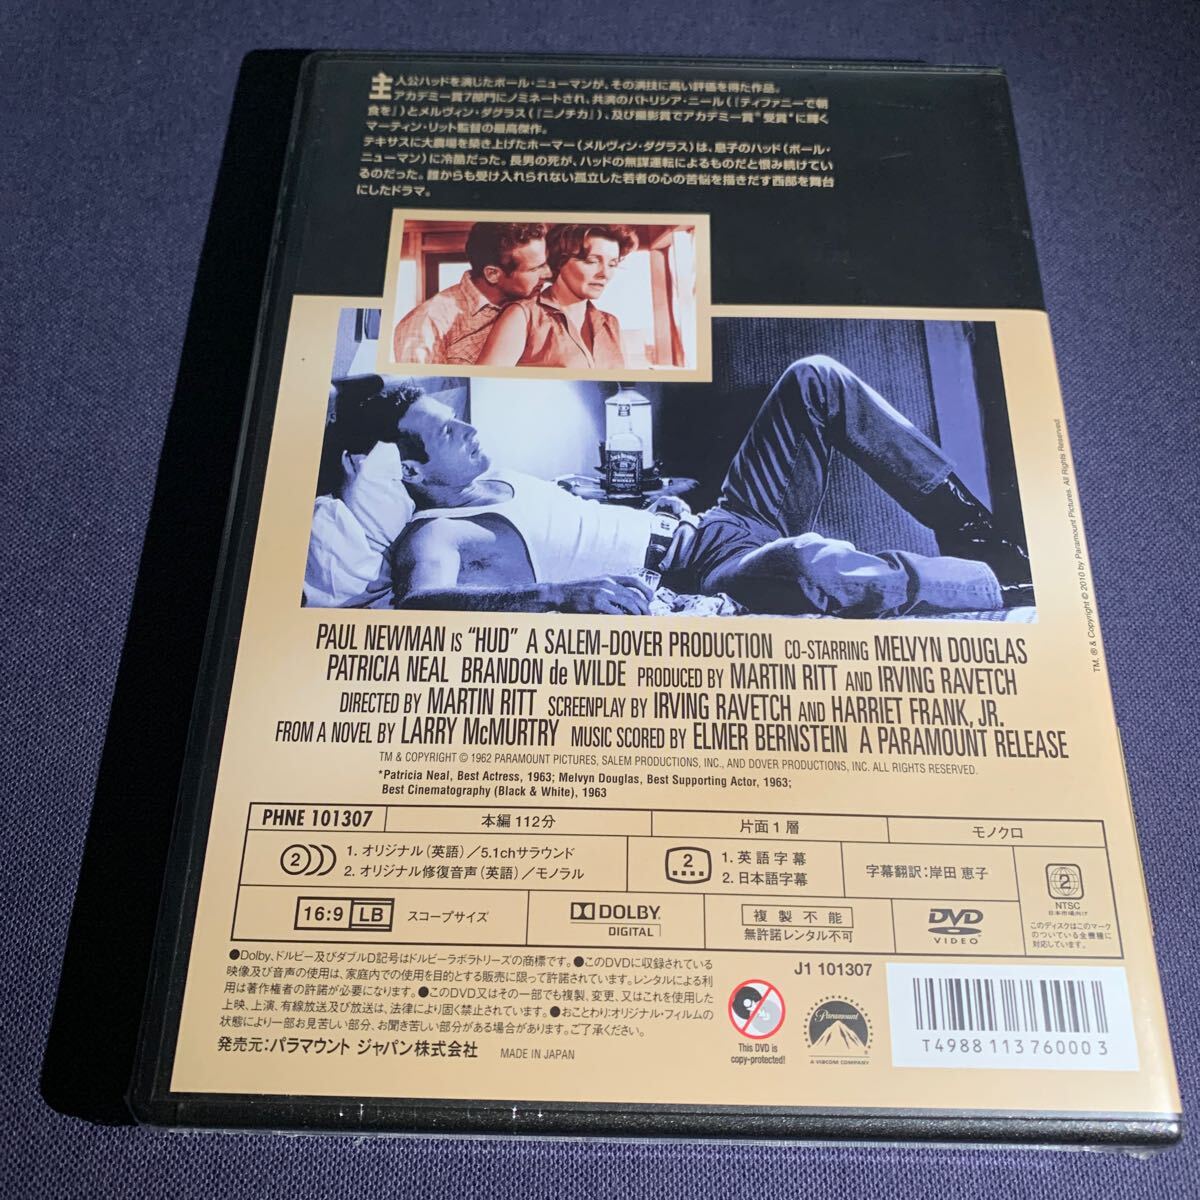 主人公ハッドを演じたポール・ニューマンが、その演技に高い評価を得た作品。
アカデミー賞7部門にノミネートされ、共演のパトリシア・ニール(『ティファニーで朝
食を』)とメルヴィン・ダグラス(『ニノチカ』)、及び撮影賞でアカデミー賞®受賞*に輝く
マーティン・リット監督の最高傑作。
テキサスに大農場を築き上げたホーマー(メルヴィン・ダグラス)は、息子のハッド(ポール・
ニューマン)に冷酷だった。長男の死が、ハッドの無謀運転によるものだと恨み続けてい
るのだった。誰からも受け入れられない孤立した若者の心の苦悩を描きだす西部を舞台
にしたドラマ。
PAUL NEWMAN IS "HUD" A SALEM-DOVER PRODUCTION CO-STARRING MELVYN DOUGLAS
PATRICIA NEAL BRANDON de WILDE PRODUCED BY MARTIN RITT AND IRVING RAVETCH
DIRECTED BY MARTIN RITT SCREENPLAY BY IRVING RAVETCH AND HARRIET FRANK, JR.
FROM A NOVEL BY LARRY McMURTRY MUSIC SCORED BY ELMER BERNSTEIN A PARAMOUNT RELEASE
TM & COPYRIGHT © 1962 PARAMOUNT PICTURES, SALEM PRODUCTIONS, INC., AND DOVER PRODUCTIONS, INC. ALL RIGHTS RESERVED.
*Patricia Neal, Best Actress, 1963; Melvyn Douglas, Best Supporting Actor, 1963;
Best Cinematography (Black & White), 1963
TM, ® & Copyright © 2010 by Paramount Pictures. All Rights Reserved.
PHNE 101307 本編 112分 片面1層 モノクロ
2 1. オリジナル(英語)/5.1chサラウンド
2. オリジナル修復音声(英語)/モノラル
2 1. 英語字幕
2. 日本語字幕
字幕翻訳:岸田 恵子
2
NTSC
日本市場向け
このディスクはこのマーク
のついている全機種に
対応しています。
16:9 LB スコープサイズ
DOLBY
DIGITAL
複製不能
無許諾レンタル不可
DVD
VIDEO
●Dolby、ドルビー及びダブルD記号はドルビーラボラトリーズの商標です。●このDVDに収録されている
映像及び音声の使用は、家庭内での使用を目的とする販売に限って許諾されています。レンタルによる利
用は著作権者の許諾が必要になります。●このDVD又はその一部でも複製、変更、又はこれを使用した
上映、上演、有線放送及び放送は、法律により固く禁止されています。●おことわり:オリジナル・フィルムの
状態により一部お見苦しい部分、お聞き苦しい部分がある場合があります。ご了承ください。
発売元:パラマウント ジャパン株式会社 MADE IN JAPAN
This DVD is
copy-protected!
Paramount
A VIACOM COMPANY
J1 101307
T4988113760003